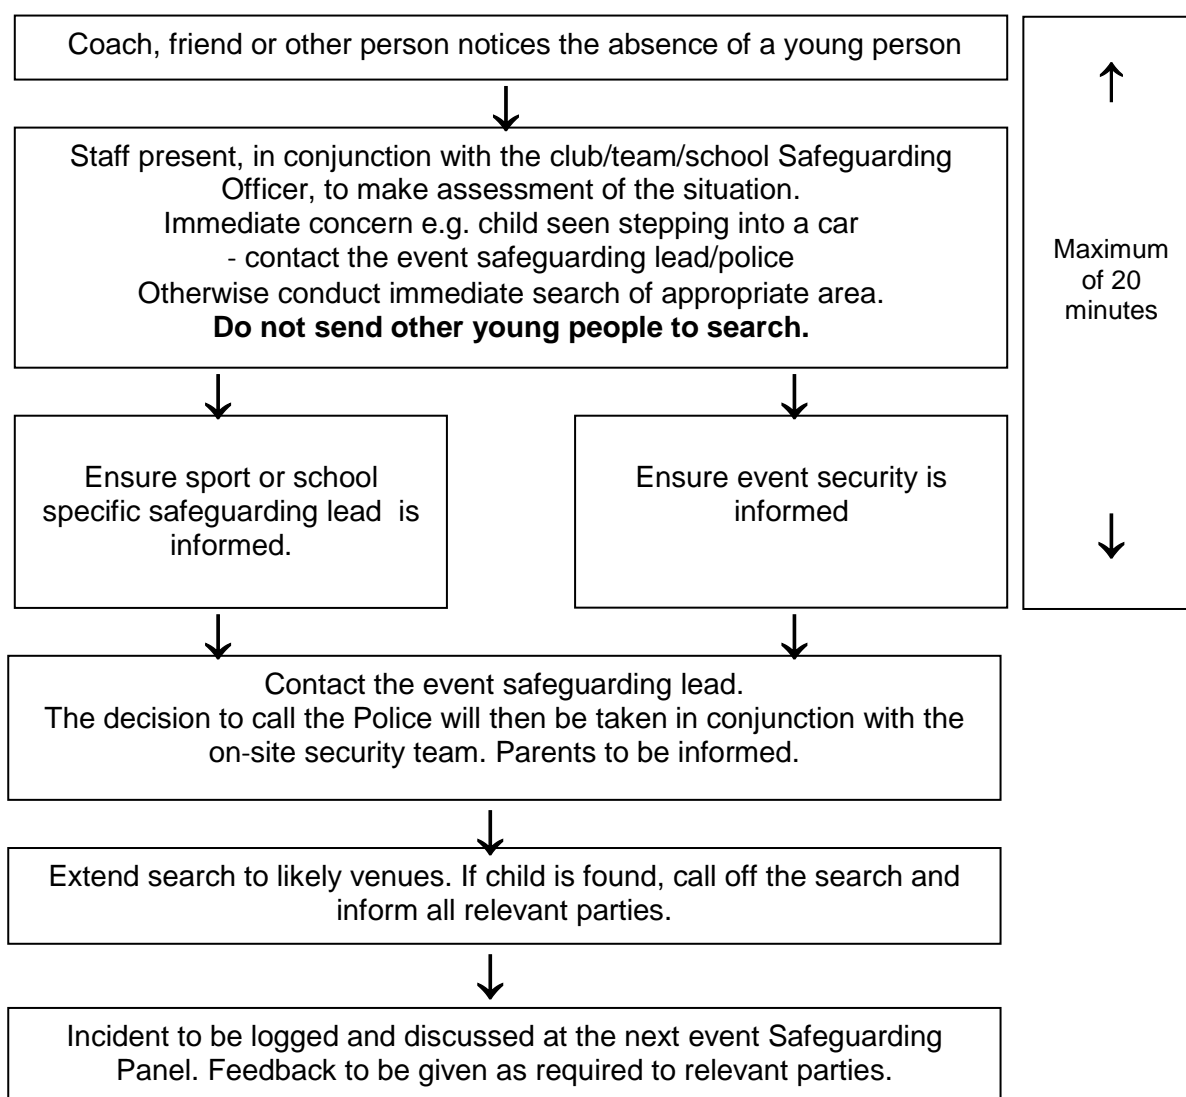 Coach, friend or other person notices the absence of a young person
Staff present, in conjunction with the club/team/school Safeguarding
Officer, to make assessment of the situation.
Immediate concern e.g. child seen stepping into a car
- contact the event safeguarding lead/police
Otherwise conduct immediate search of appropriate area.
Do not send other young people to search.
Maximum
of 20
minutes
Ensure sport or school
specific safeguarding lead is
informed.
Ensure event security is
informed
Contact the event safeguarding lead.
The decision to call the Police will then be taken in conjunction with the
on-site security team. Parents to be informed.
Extend search to likely venues. If child is found, call off the search and
inform all relevant parties.
Incident to be logged and discussed at the next event Safeguarding
Panel. Feedback to be given as required to relevant parties.